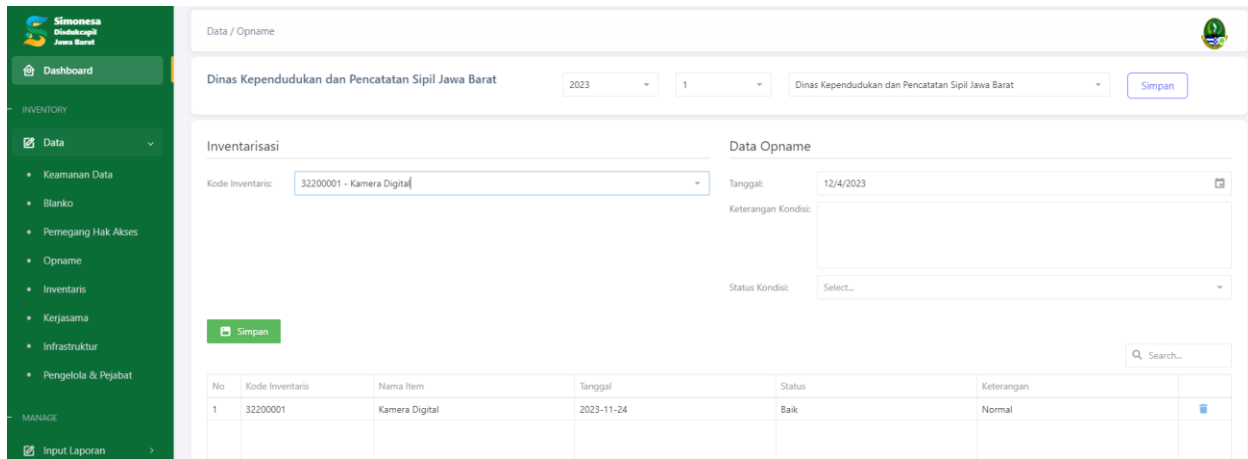 Simonesa
Disdukcapil
Jawa Barat
Dashboard
INVENTORY
Data
Keamanan Data
Blanko
Pemegang Hak Akses
Opname
Inventaris
Kerjasama
Infrastruktur
Pengelola & Pejabat
MANAGE
Input Laporan
Data / Opname
Dinas Kependudukan dan Pencatatan Sipil Jawa Barat 2023 1 Dinas Kependudukan dan Pencatatan Sipil Jawa Barat Simpan
Inventarisasi
Kode Inventaris: 32200001 - Kamera Digital
Data Opname
Tanggal: 12/4/2023
Keterangan Kondisi:
Status Kondisi: Select...
Simpan
Search...
No Kode Inventaris Nama Item Tanggal Status Keterangan
1 32200001 Kamera Digital 2023-11-24 Baik Normal